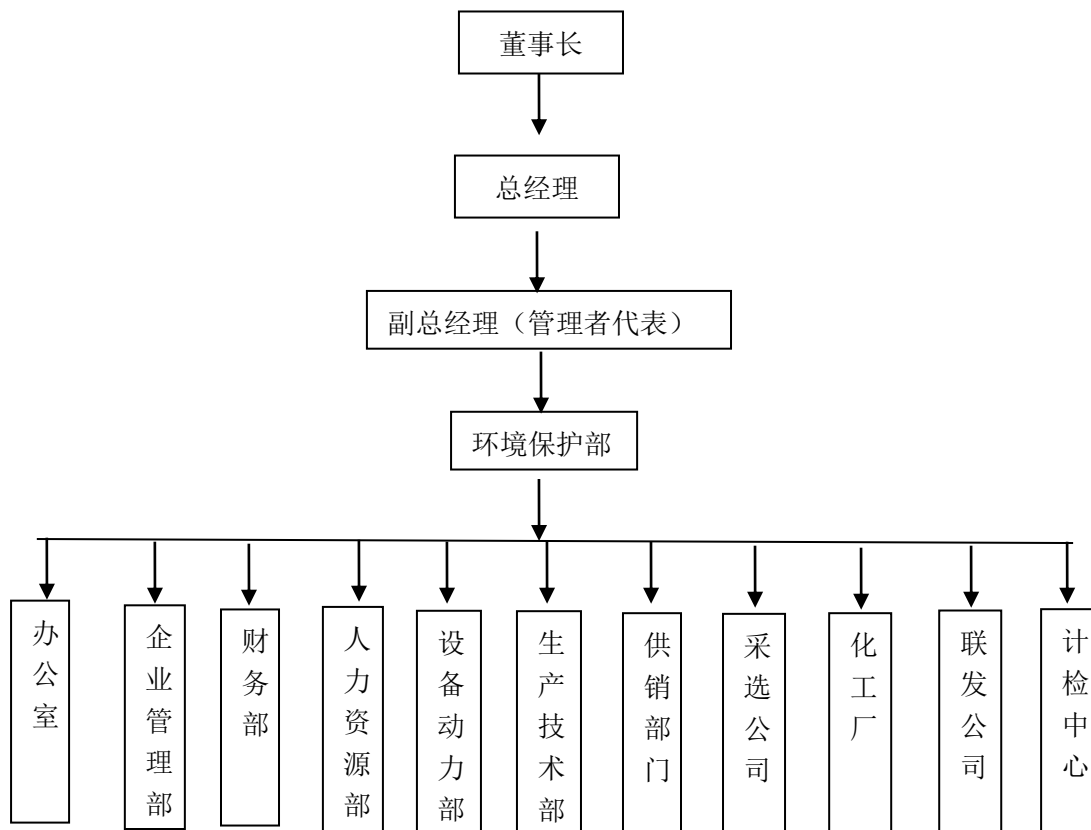 董事长
总经理
副总经理（管理者代表）
环境保护部
办公室
企业管理部
财务部
人力资源部
设备动力部
生产技术部
供销部门
采选公司
化工厂
联发公司
计检中心